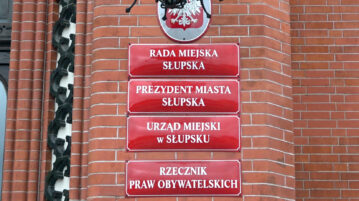 RADA MIEJSKA
SŁUPSKA
PREZYDENT MIASTA
SŁUPSKA
URZĄD MIEJSKI
w SŁUPSKU
RZECZNIK
PRAW OBYWATELSKICH